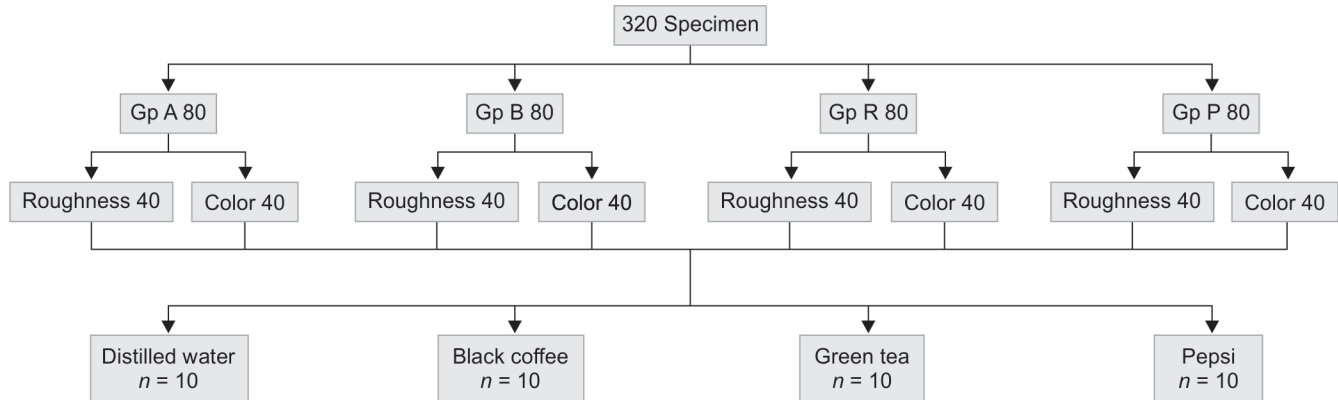 320 Specimen
Gp A 80
Gp B 80
Gp R 80
Gp P 80
Roughness 40
Color 40
Roughness 40
Color 40
Roughness 40
Color 40
Roughness 40
Color 40
Distilled water
n = 10
Black coffee
n = 10
Green tea
n = 10
Pepsi
n = 10